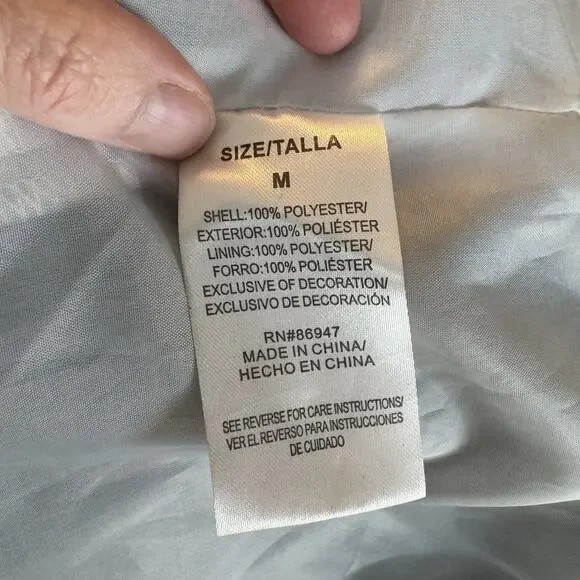 SIZE/TALLA
M
SHELL:100% POLYESTER/
EXTERIOR:100% POLIÉSTER
LINING:100% POLYESTER/
FORRO:100% POLIÉSTER
EXCLUSIVE OF DECORATION/
EXCLUSIVO DE DECORACIÓN
RN#86947
MADE IN CHINA/
HECHO EN CHINA
SEE REVERSE FOR CARE INSTRUCTIONS/
VER EL REVERSO PARA INSTRUCCIONES
DE CUIDADO